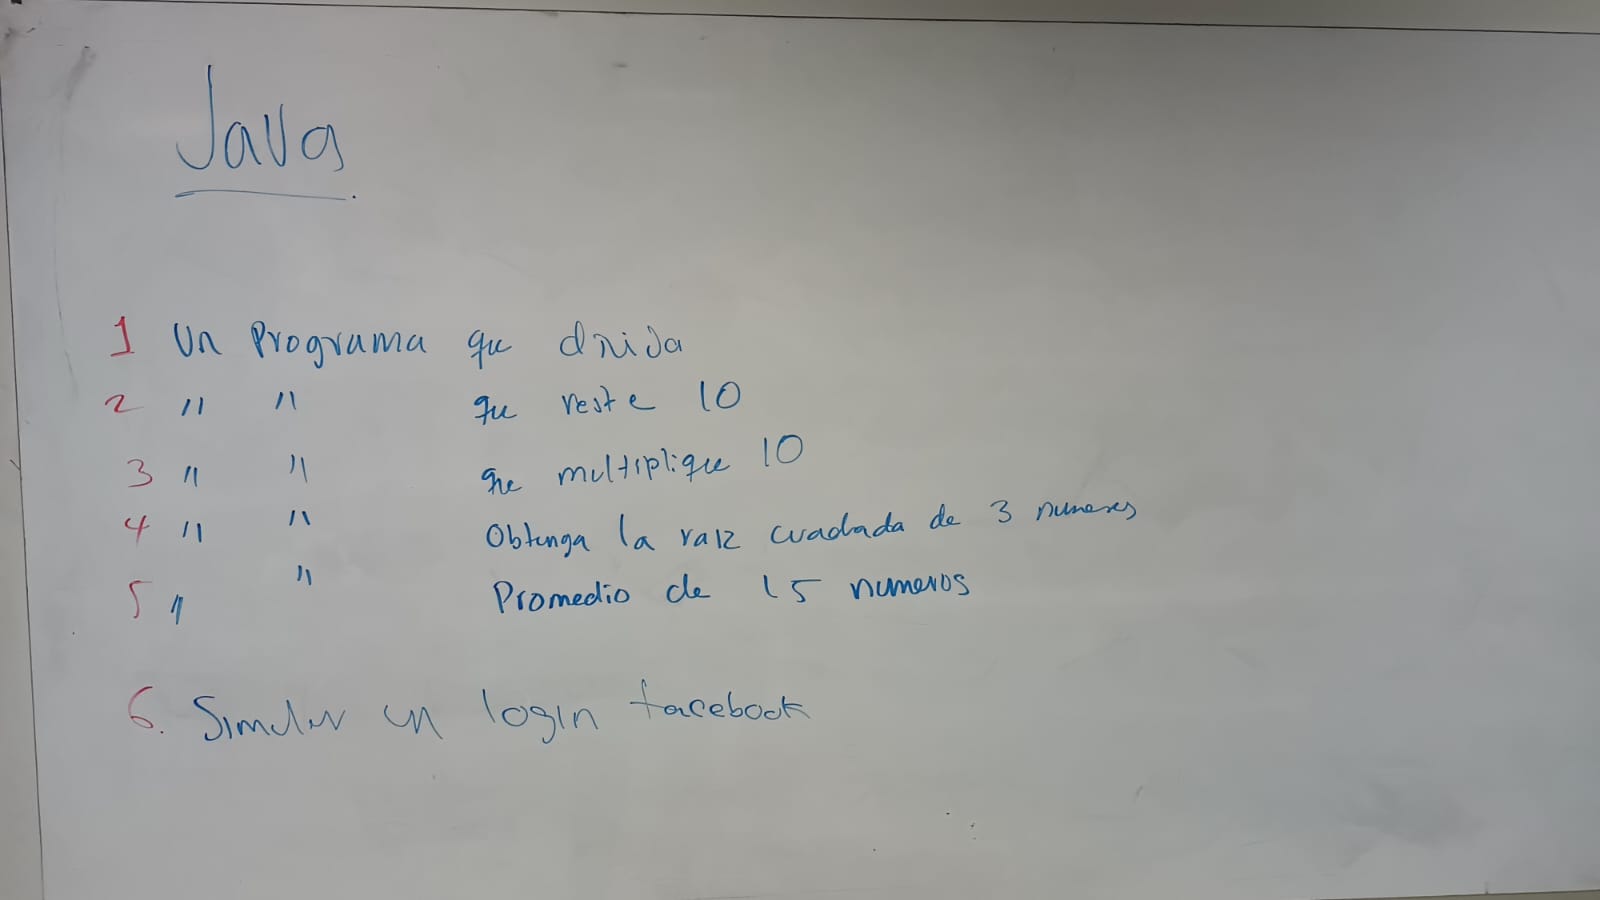 Java
1 Un Programa que divida
2 " " que reste 10
3 " " que multiplique 10
4 " " Obtenga la raiz cuadrada de 3 numeros
5 " " Promedio de 15 numeros
6. Simular un login facebook